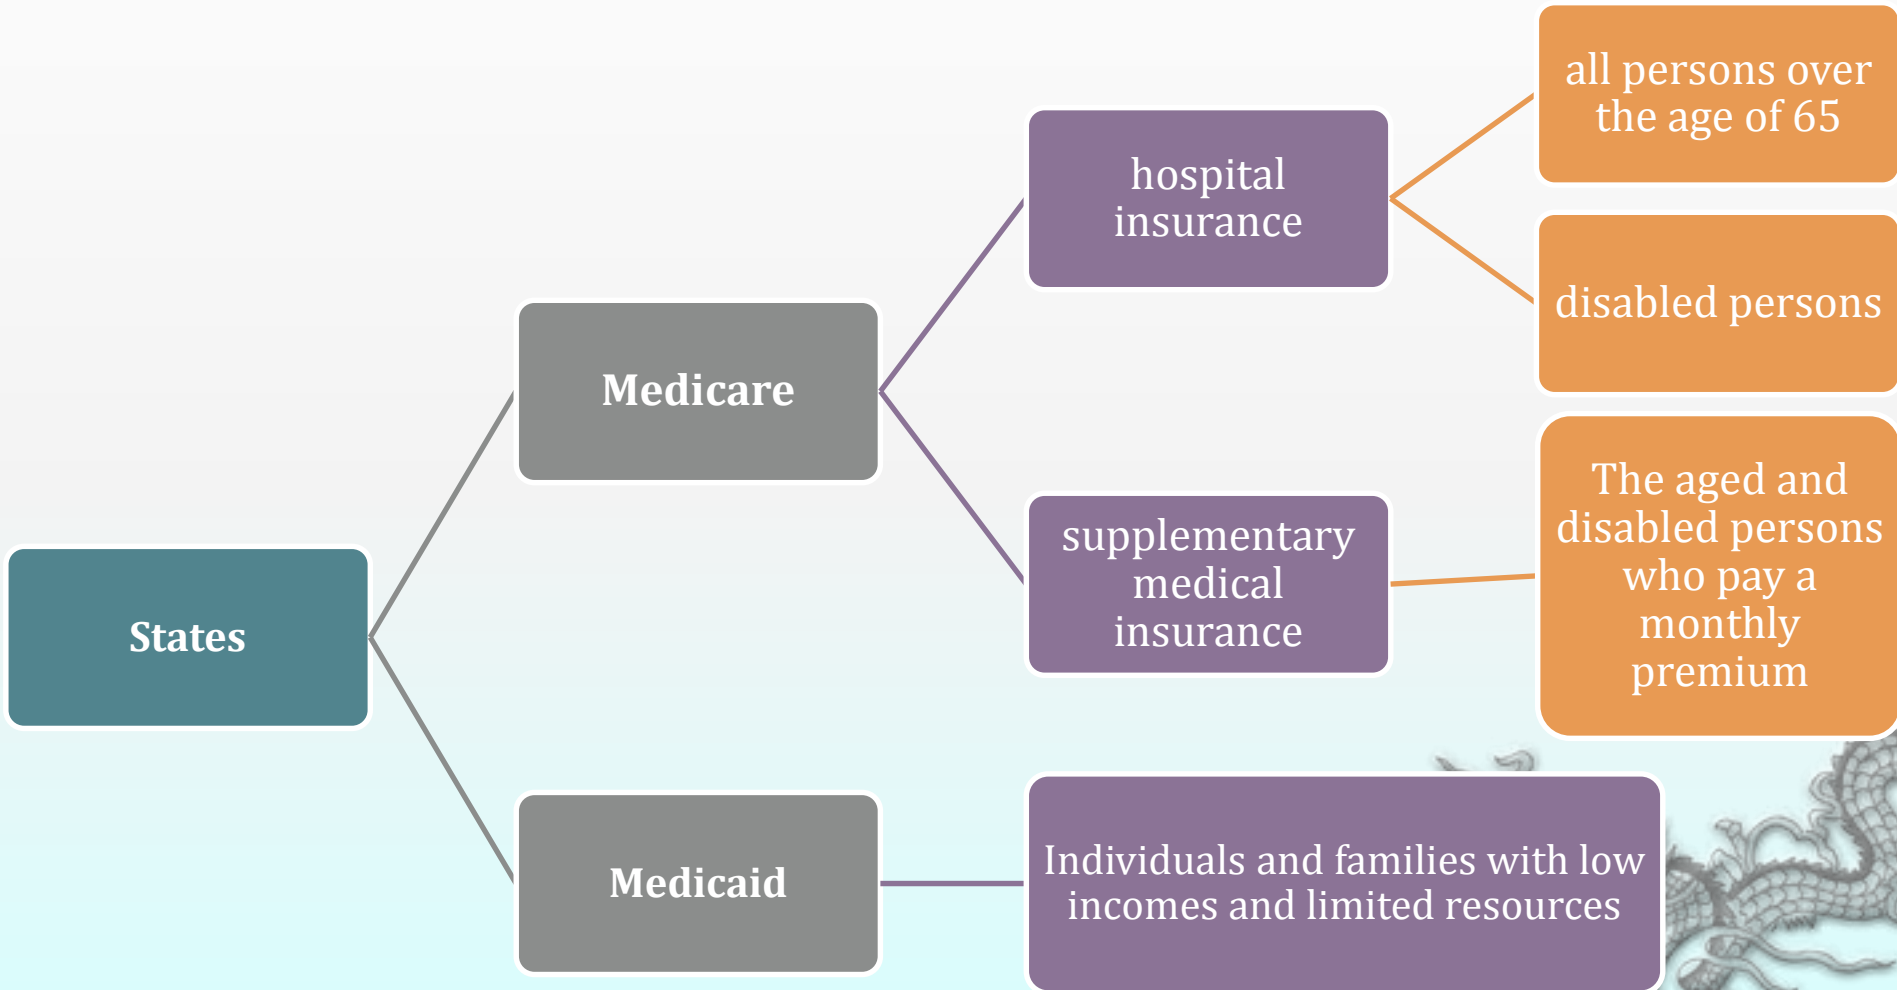 States
Medicare
Medicaid
hospital
insurance
supplementary
medical
insurance
Individuals and families with low
incomes and limited resources
all persons over
the age of 65
disabled persons
The aged and
disabled persons
who pay a
monthly
premium